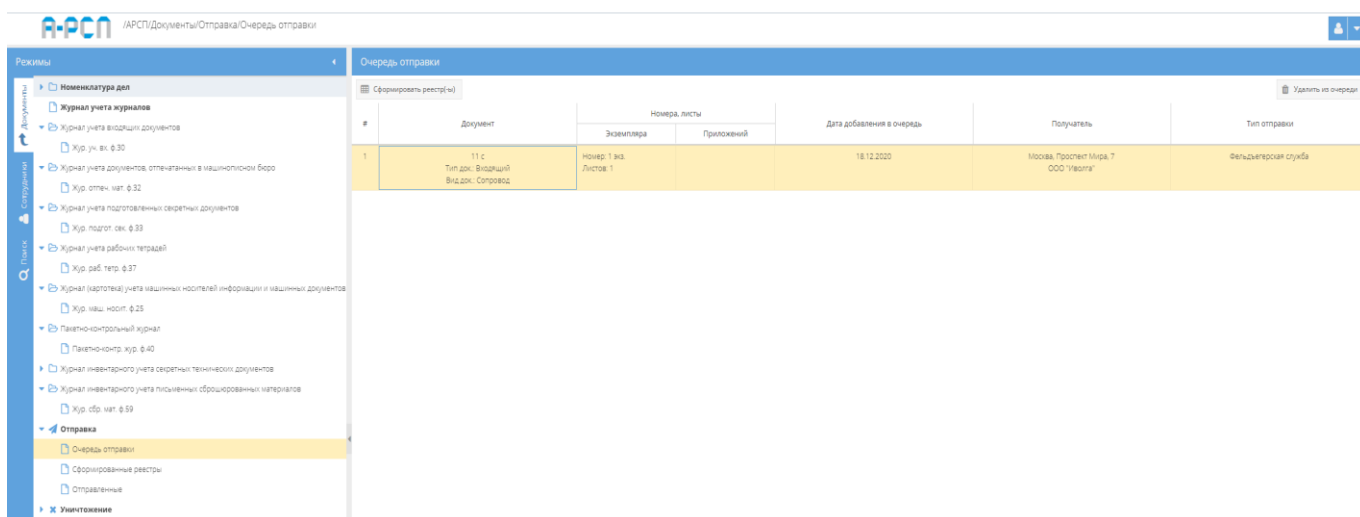 А-РСП
/АРСП/Документы/Отправка/Очередь отправки
Режимы
Документы
Сотрудники
Поиск
Номенклатура дел
Журнал учета журналов
Журнал учета входящих документов
Жур. уч. вх. ф.30
Журнал учета документов, отпечатанных в машинописном бюро
Жур. отпеч. мат. ф.32
Журнал учета подготовленных секретных документов
Жур. подгот. сек. ф.33
Журнал учета рабочих тетрадей
Жур. раб. тетр. ф.37
Журнал (картотека) учета машинных носителей информации и машинных документов
Жур. маш. носит. ф.25
Пакетно-контрольный журнал
Пакетно-контр. жур. ф.40
Журнал инвентарного учета секретных технических документов
Журнал инвентарного учета письменных сброшюрованных материалов
Жур. сбр. мат. ф.59
Отправка
Очередь отправки
Сформированные реестры
Отправленные
Уничтожение
Очередь отправки
Сформировать реестр(-ы)
Удалить из очереди
#
Документ
Номера, листы
Экземпляра
Приложений
Дата добавления в очередь
Получатель
Тип отправки
1
11 с
Тип док.: Входящий
Вид док.: Сопровод
Номер: 1 экз.
Листов: 1
18.12.2020
Москва, Проспект Мира, 7
ООО "Иволга"
Фельдъегерская служба